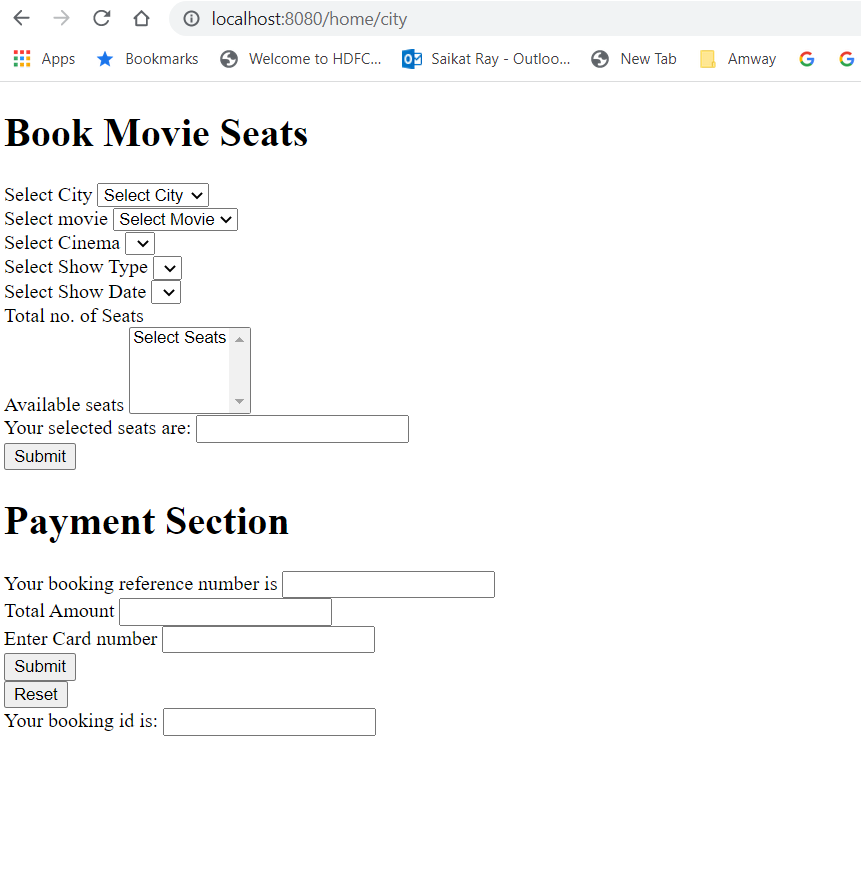 localhost:8080/home/city
Apps Bookmarks Welcome to HDFC... Saikat Ray - Outloo... New Tab Amway
Book Movie Seats
Select City Select City
Select movie Select Movie
Select Cinema
Select Show Type
Select Show Date
Total no. of Seats
Select Seats
Available seats
Your selected seats are:
Submit
Payment Section
Your booking reference number is
Total Amount
Enter Card number
Submit
Reset
Your booking id is: